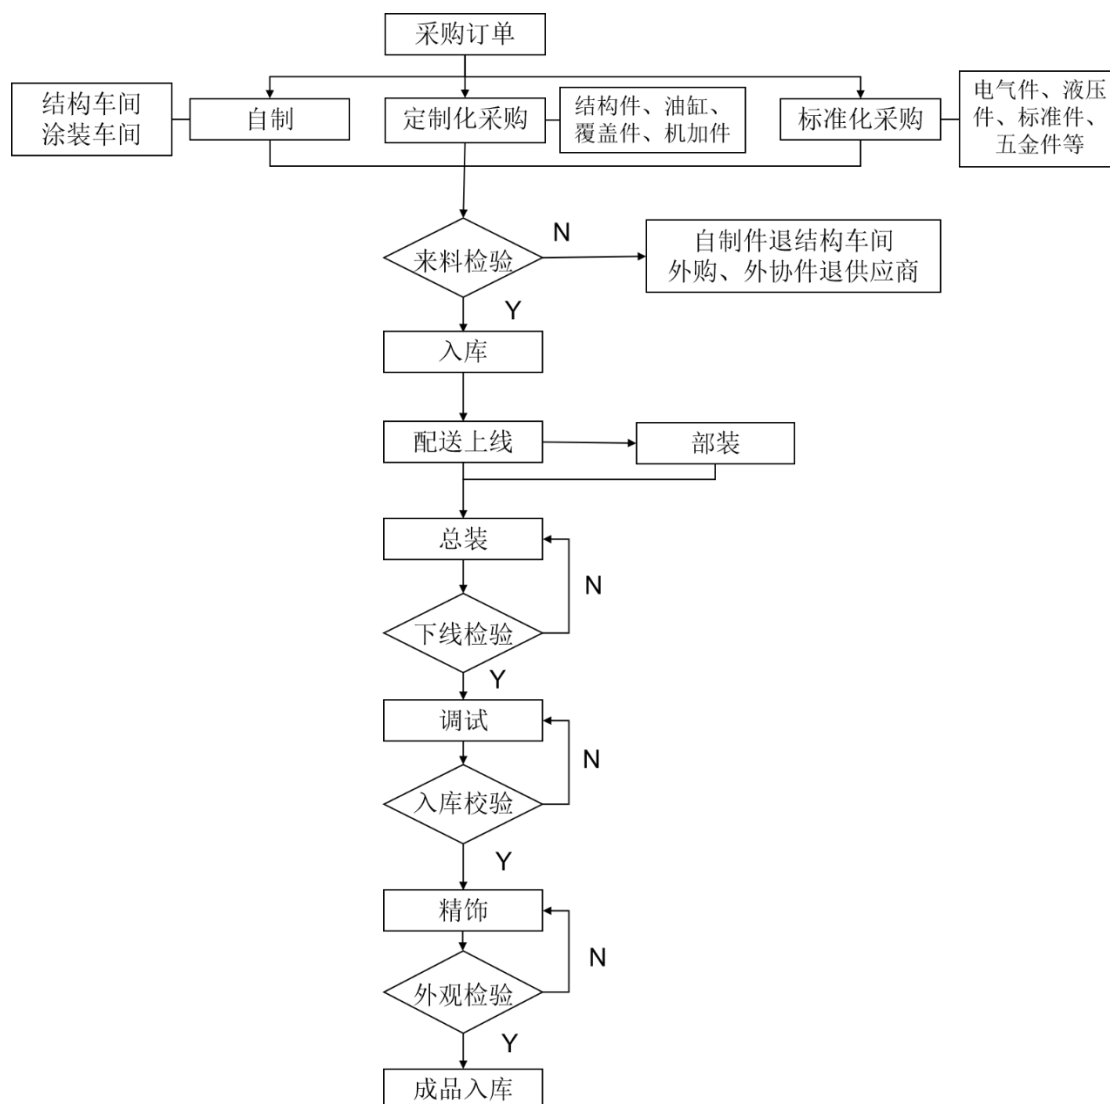 采购订单
结构车间
涂装车间
自制
定制化采购
结构件、油缸、
覆盖件、机加件
标准化采购
电气件、液压
件、标准件、
五金件等
来料检验
N
自制件退结构车间
外购、外协件退供应商
Y
入库
配送上线
部装
总装
N
下线检验
Y
调试
N
入库校验
Y
精饰
N
外观检验
Y
成品入库